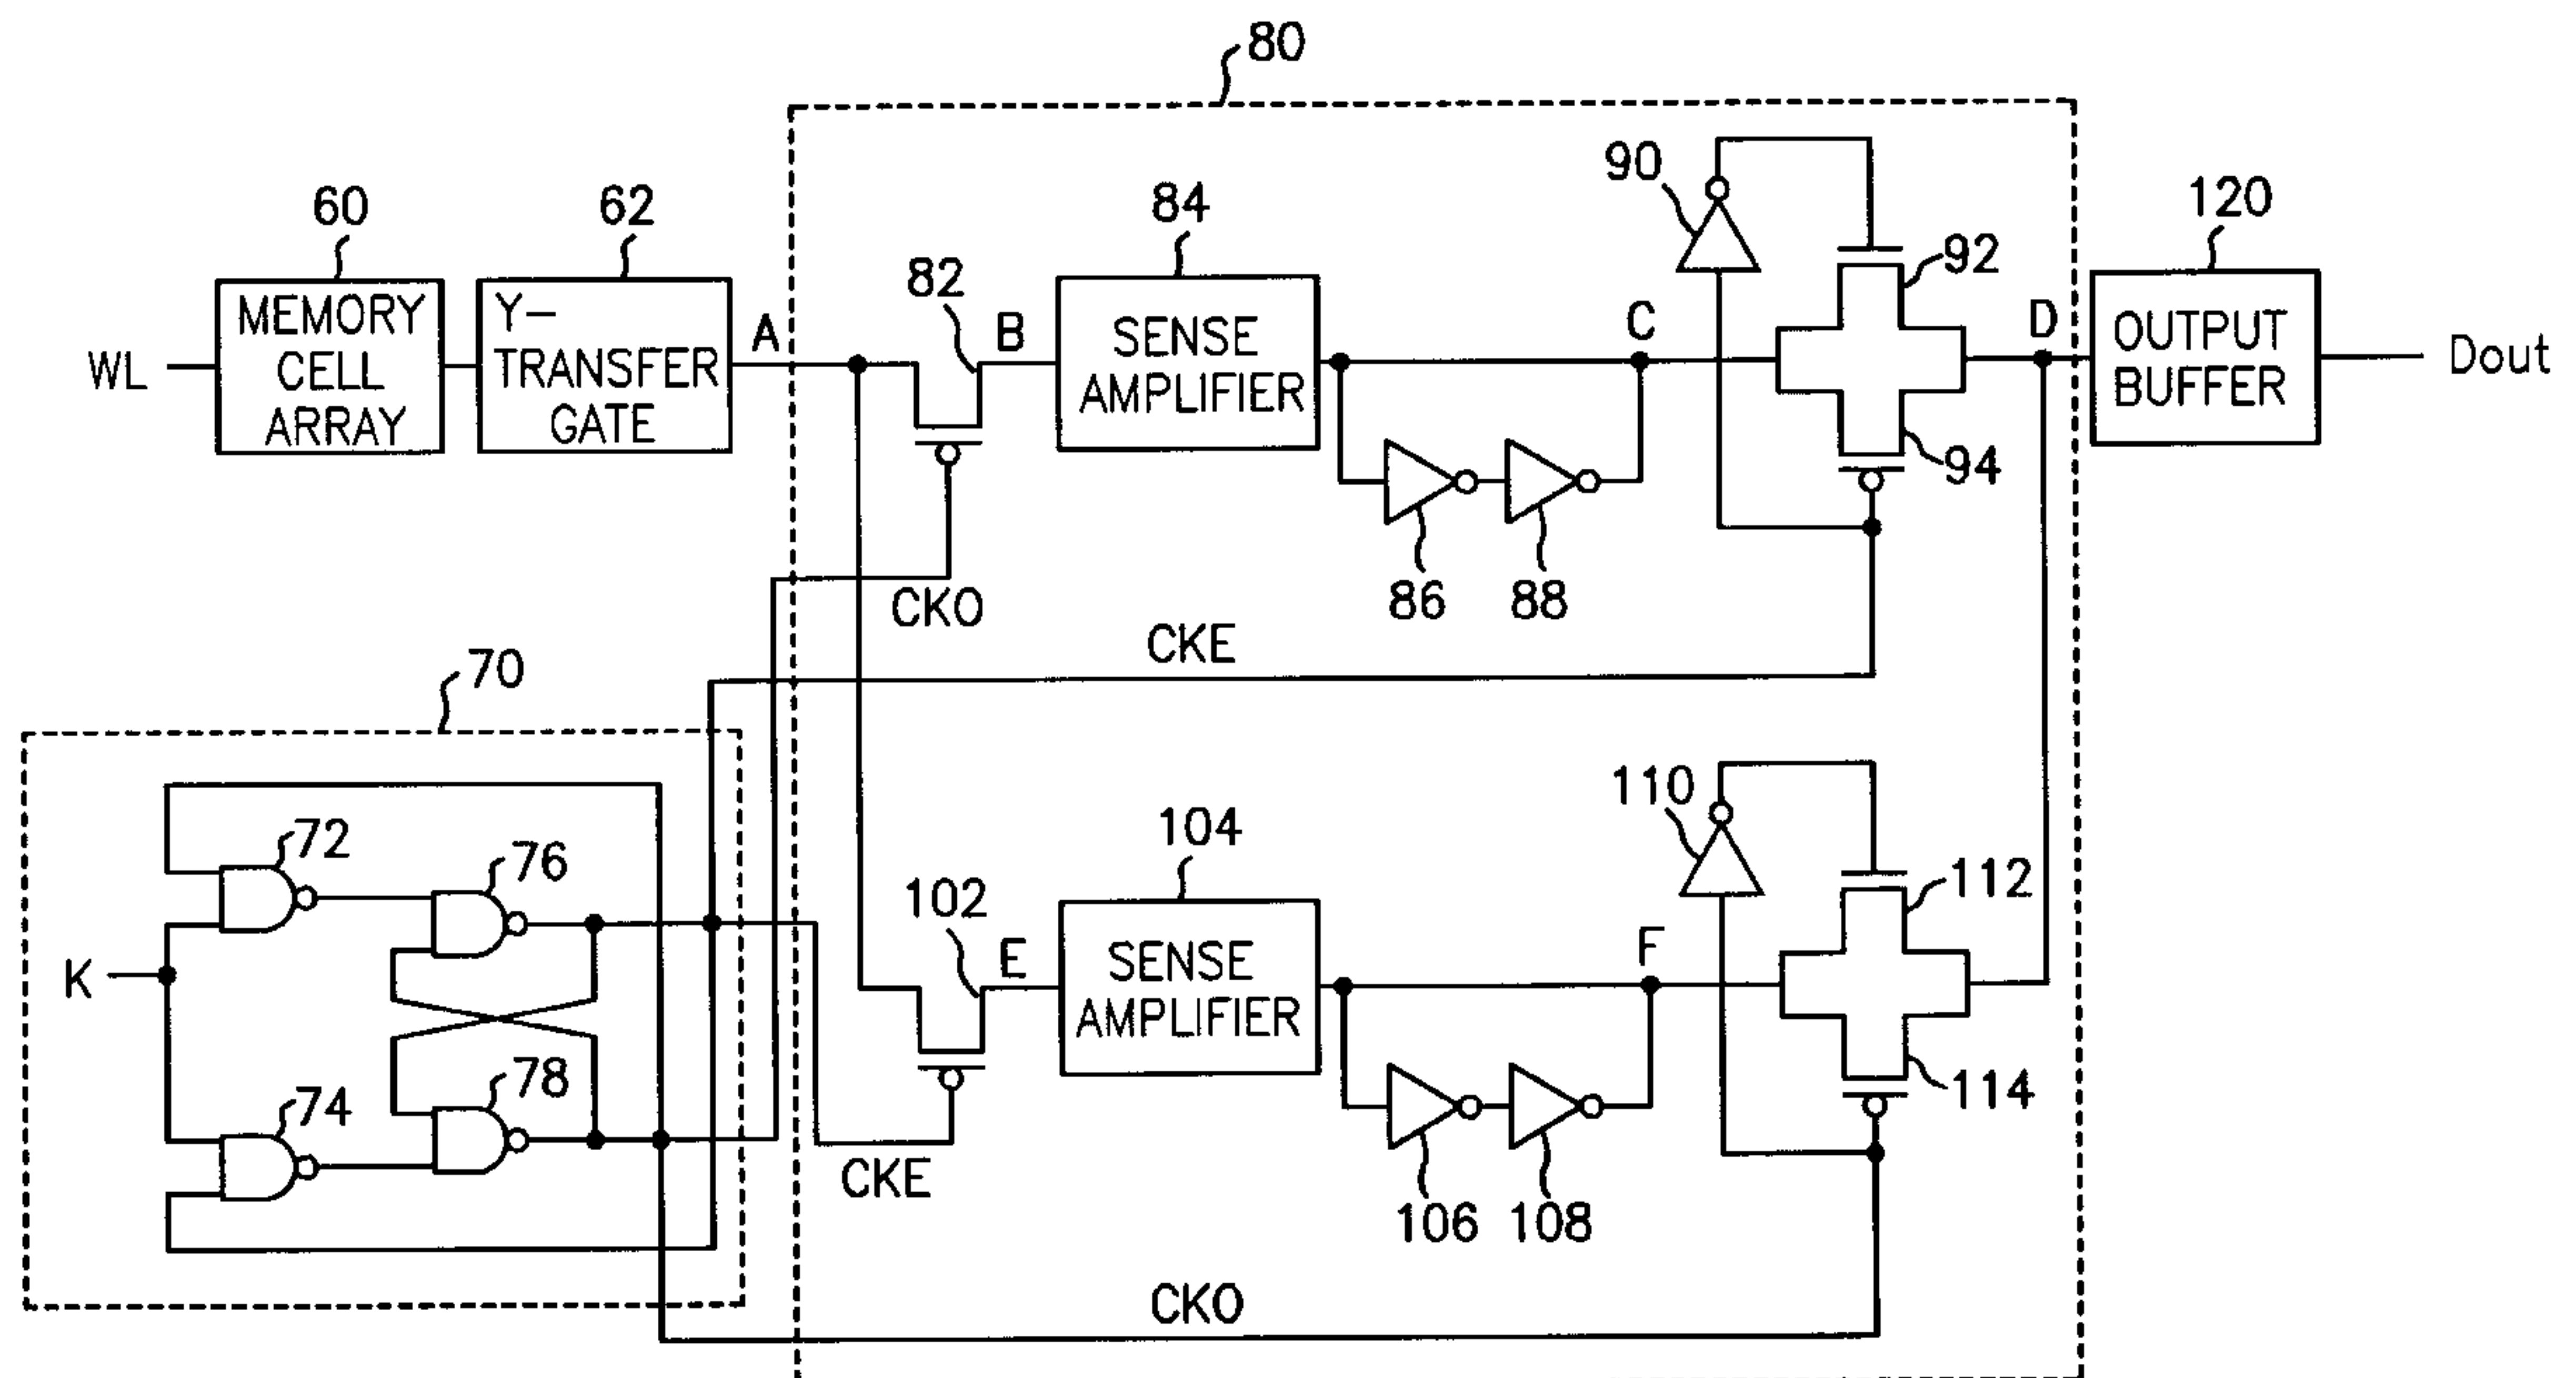 80
60
62
82
84
90
92
120
WL
MEMORY
CELL
ARRAY
Y-
TRANSFER
GATE
A
B
SENSE
AMPLIFIER
C
D
OUTPUT
BUFFER
Dout
94
86
88
CKO
CKE
70
72
76
K
74
78
102
104
110
112
E
SENSE
AMPLIFIER
F
114
CKE
106
108
CKO